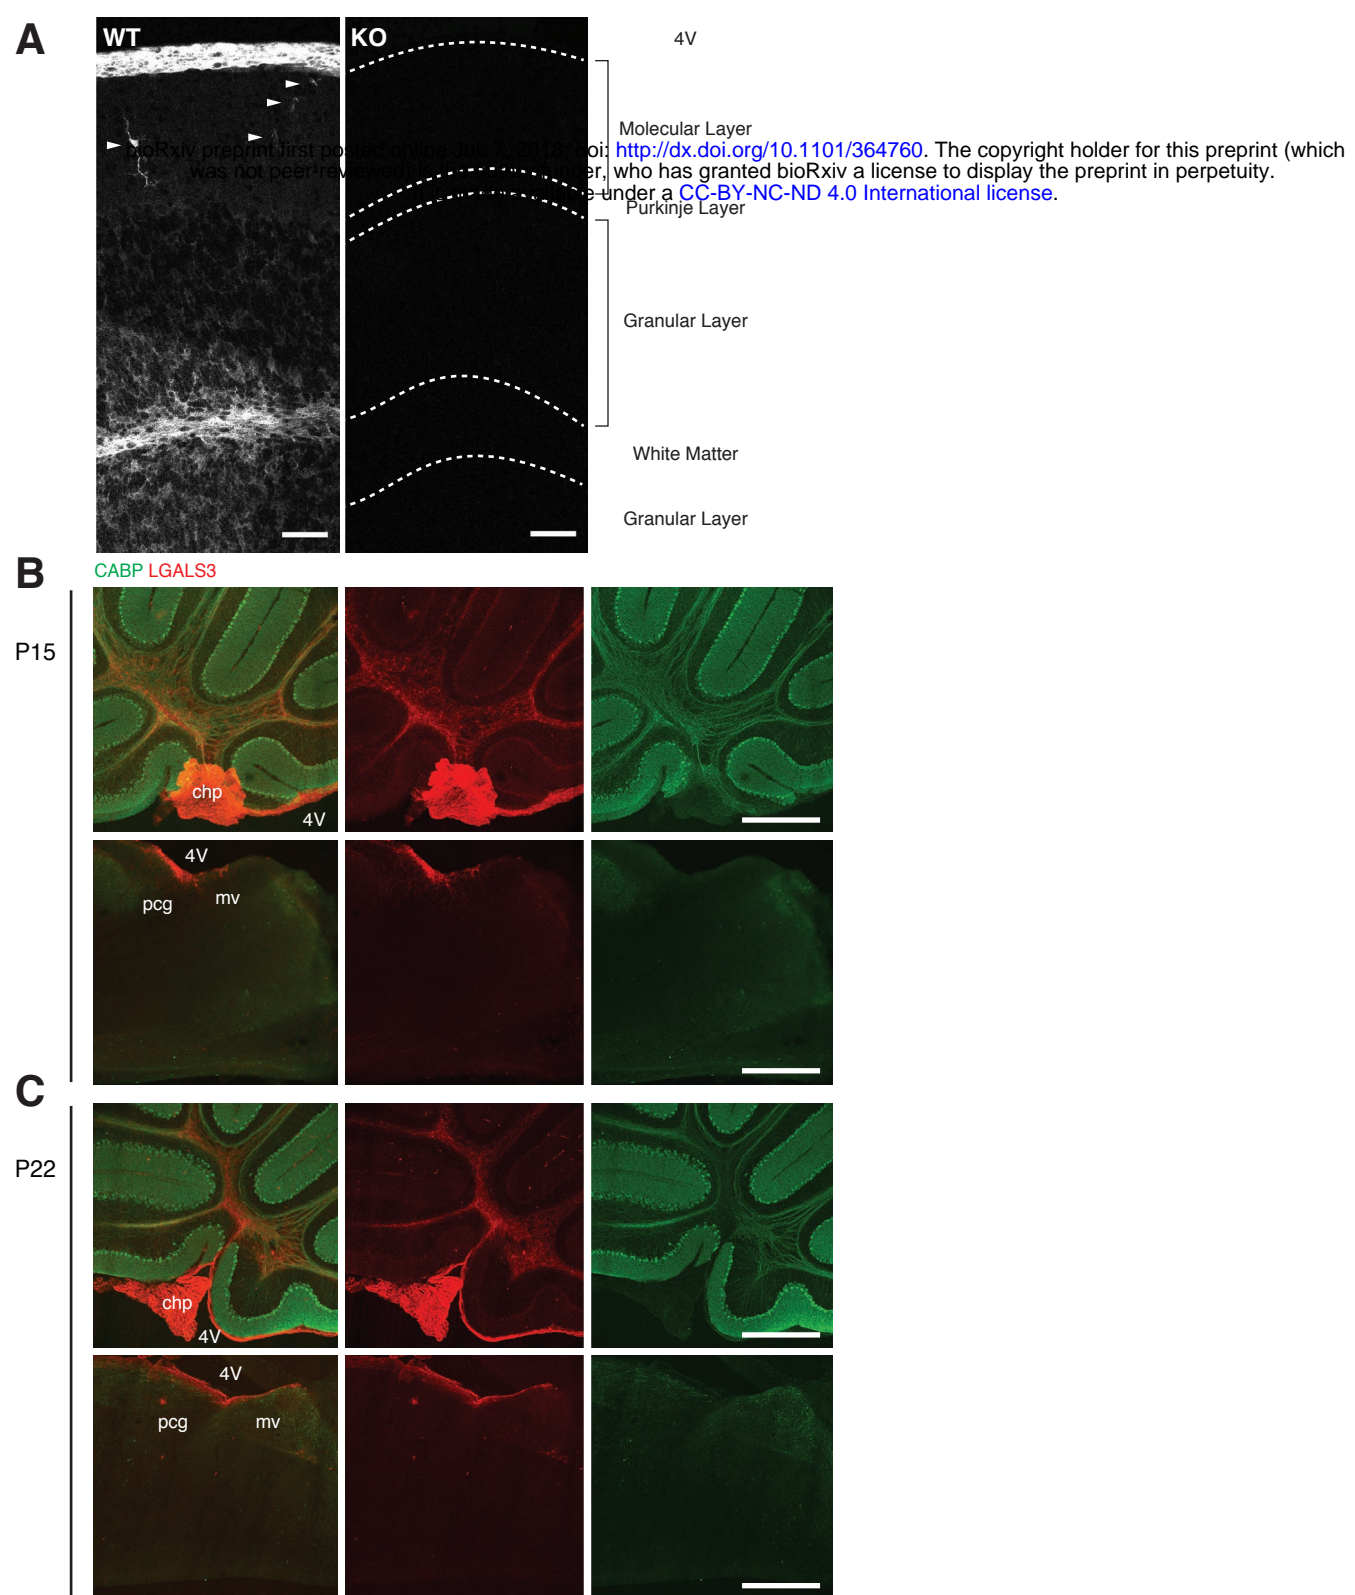 A
WT
KO
4V
Molecular Layer
bioRxiv preprint first posted online Jul. 7, 2018; doi: http://dx.doi.org/10.1101/364760. The copyright holder for this preprint (which
was not peer-reviewed) is the author/funder, who has granted bioRxiv a license to display the preprint in perpetuity.
under a CC-BY-NC-ND 4.0 International license.
Purkinje Layer
Granular Layer
White Matter
Granular Layer
B
CABP LGALS3
P15
chp
4V
4V
pcg
mv
C
P22
chp
4V
4V
pcg
mv